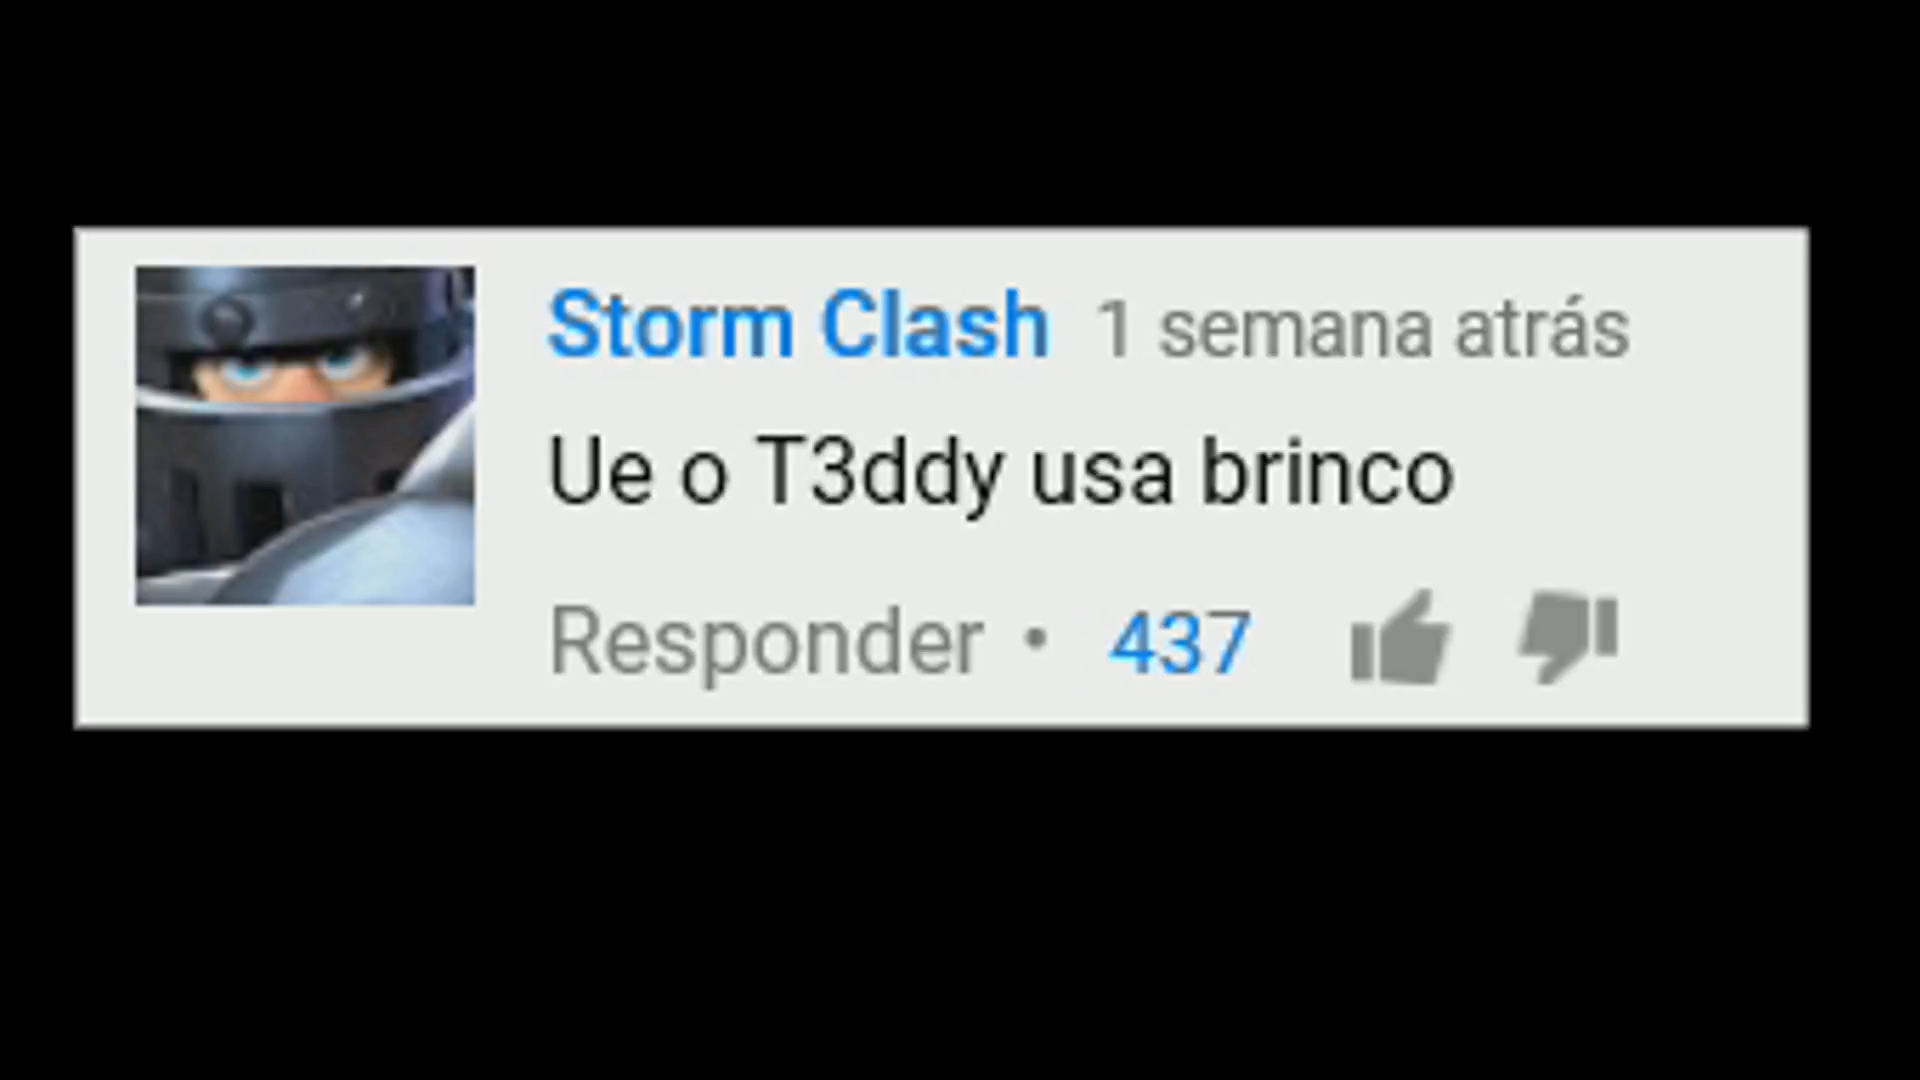 Storm Clash 1 semana atrás
Ue o T3ddy usa brinco
Responder • 437